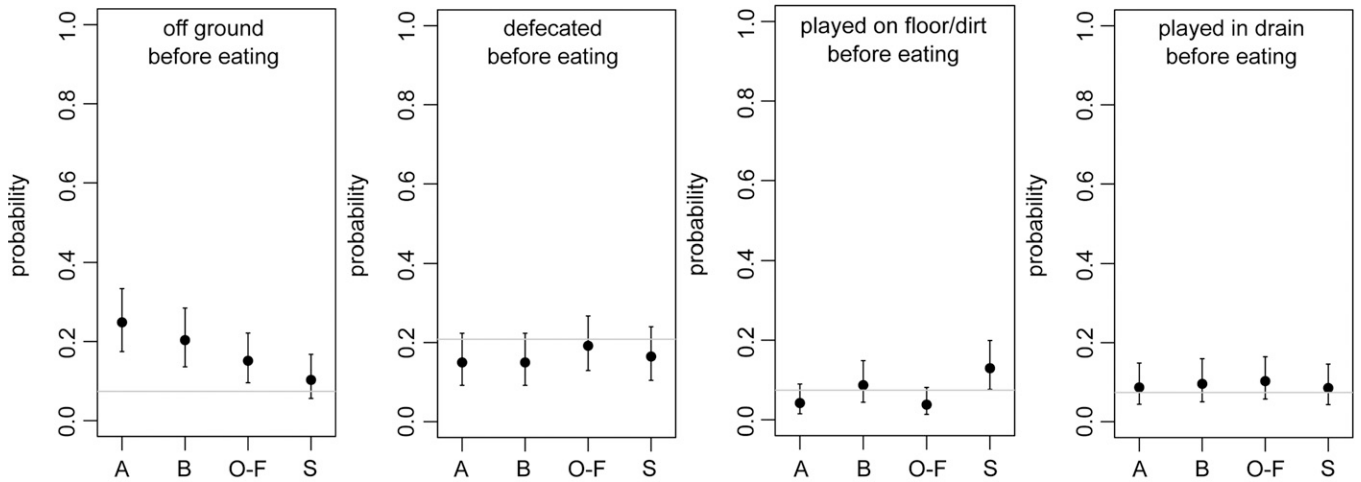 off ground
before eating
probability
1.0
0.8
0.6
0.4
0.2
0.0
A B O-F S
defecated
before eating
probability
1.0
0.8
0.6
0.4
0.2
0.0
A B O-F S
played on floor/dirt
before eating
probability
1.0
0.8
0.6
0.4
0.2
0.0
A B O-F S
played in drain
before eating
probability
1.0
0.8
0.6
0.4
0.2
0.0
A B O-F S